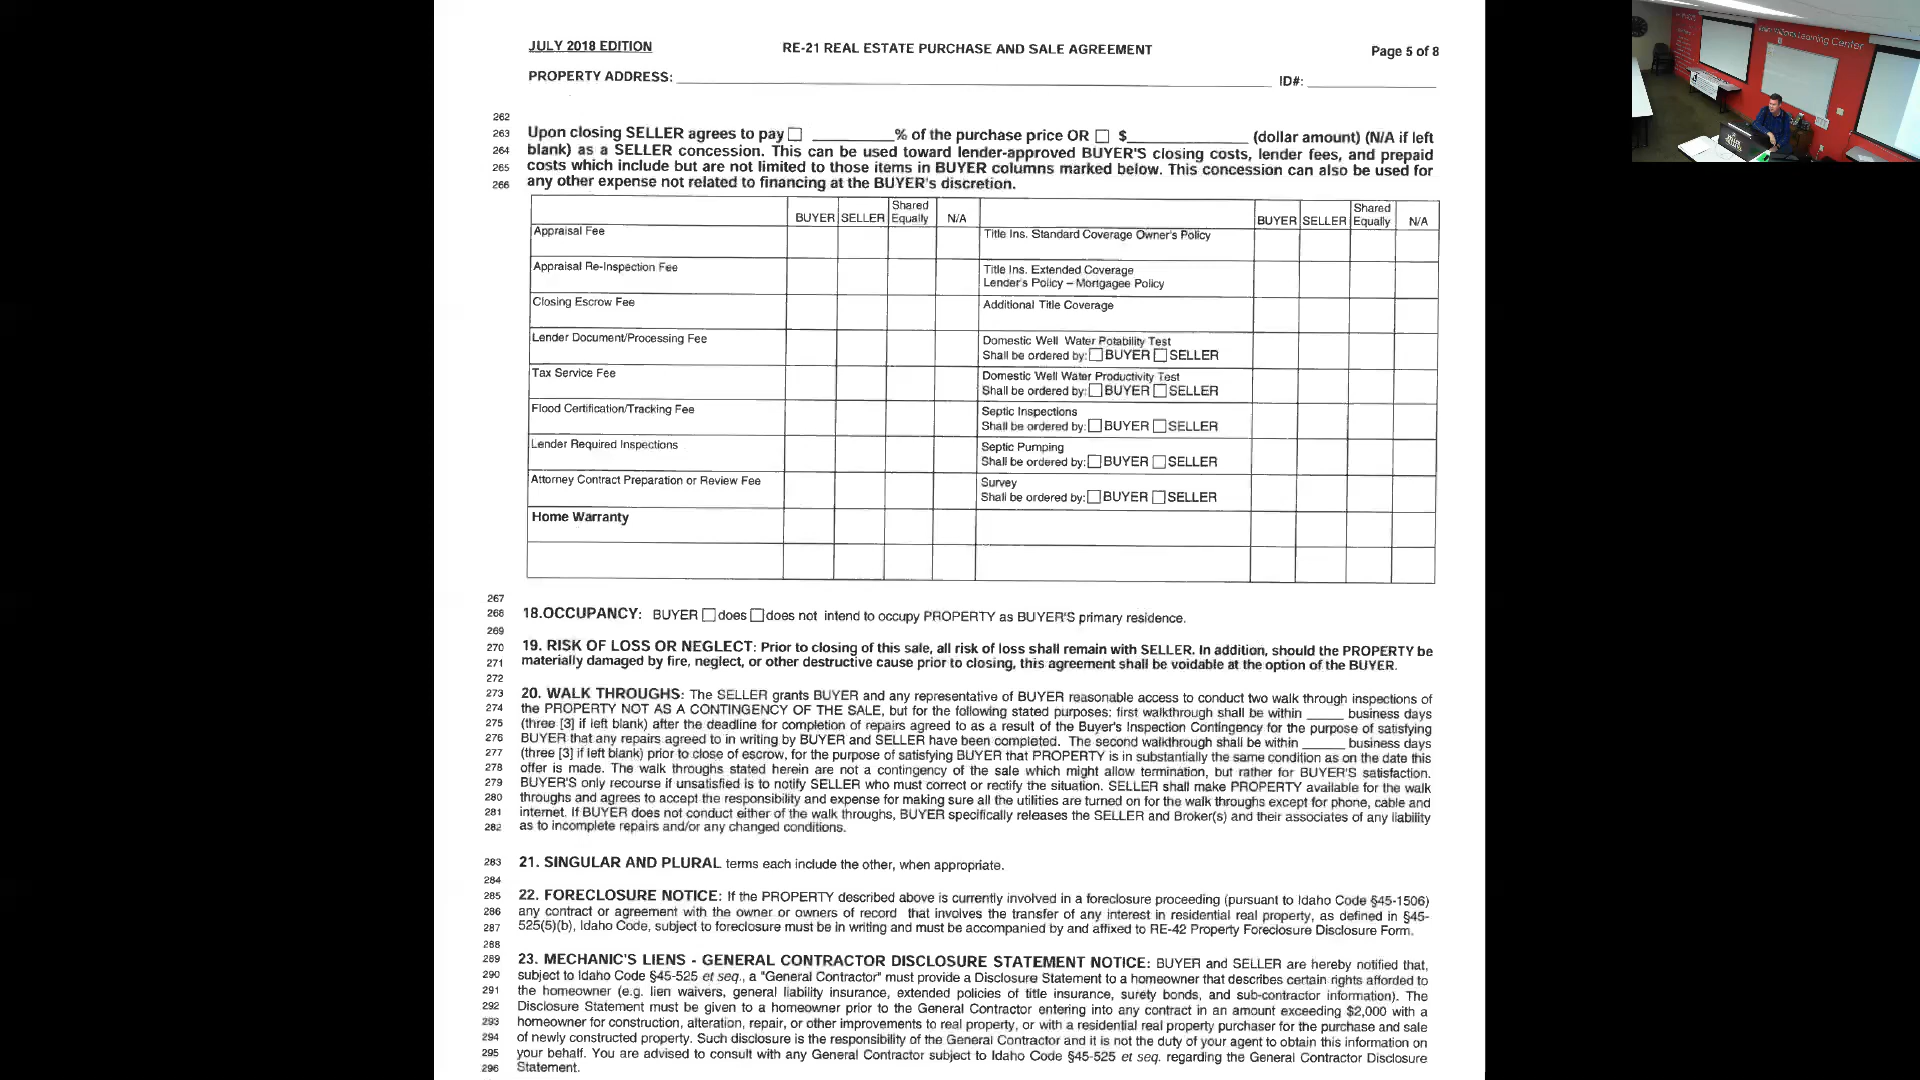 JULY 2018 EDITION RE-21 REAL ESTATE PURCHASE AND SALE AGREEMENT Page 5 of 8
PROPERTY ADDRESS: ID#:
262
263 Upon closing SELLER agrees to pay ☐ % of the purchase price OR ☐ $ (dollar amount) (N/A if left
264 blank) as a SELLER concession. This can be used toward lender-approved BUYER'S closing costs, lender fees, and prepaid
265 costs which include but are not limited to those items in BUYER columns marked below. This concession can also be used for
266 any other expense not related to financing at the BUYER's discretion.
BUYER SELLER Shared Equally N/A BUYER SELLER Shared Equally N/A
Appraisal Fee Title Ins. Standard Coverage Owner's Policy
Appraisal Re-Inspection Fee Title Ins. Extended Coverage
Lender's Policy – Mortgagee Policy
Closing Escrow Fee Additional Title Coverage
Lender Document/Processing Fee Domestic Well Water Potability Test
Shall be ordered by: ☐ BUYER ☐ SELLER
Tax Service Fee Domestic Well Water Productivity Test
Shall be ordered by: ☐ BUYER ☐ SELLER
Flood Certification/Tracking Fee Septic Inspections
Shall be ordered by: ☐ BUYER ☐ SELLER
Lender Required Inspections Septic Pumping
Shall be ordered by: ☐ BUYER ☐ SELLER
Attorney Contract Preparation or Review Fee Survey
Shall be ordered by: ☐ BUYER ☐ SELLER
Home Warranty
267
268 18.OCCUPANCY: BUYER ☐ does ☐ does not intend to occupy PROPERTY as BUYER'S primary residence.
269
270 19. RISK OF LOSS OR NEGLECT: Prior to closing of this sale, all risk of loss shall remain with SELLER. In addition, should the PROPERTY be
271 materially damaged by fire, neglect, or other destructive cause prior to closing, this agreement shall be voidable at the option of the BUYER.
272
273 20. WALK THROUGHS: The SELLER grants BUYER and any representative of BUYER reasonable access to conduct two walk through inspections of
274 the PROPERTY NOT AS A CONTINGENCY OF THE SALE, but for the following stated purposes: first walkthrough shall be within _____ business days
275 (three [3] if left blank) after the deadline for completion of repairs agreed to as a result of the Buyer's Inspection Contingency for the purpose of satisfying
276 BUYER that any repairs agreed to in writing by BUYER and SELLER have been completed. The second walkthrough shall be within ______ business days
277 (three [3] if left blank) prior to close of escrow, for the purpose of satisfying BUYER that PROPERTY is in substantially the same condition as on the date this
278 offer is made. The walk throughs stated herein are not a contingency of the sale which might allow termination, but rather for BUYER'S satisfaction.
279 BUYER'S only recourse if unsatisfied is to notify SELLER who must correct or rectify the situation. SELLER shall make PROPERTY available for the walk
280 throughs and agrees to accept the responsibility and expense for making sure all the utilities are turned on for the walk throughs except for phone, cable and
281 internet. If BUYER does not conduct either of the walk throughs, BUYER specifically releases the SELLER and Broker(s) and their associates of any liability
282 as to incomplete repairs and/or any changed conditions.
283 21. SINGULAR AND PLURAL terms each include the other, when appropriate.
284
285 22. FORECLOSURE NOTICE: If the PROPERTY described above is currently involved in a foreclosure proceeding (pursuant to Idaho Code §45-1506)
286 any contract or agreement with the owner or owners of record that involves the transfer of any interest in residential real property, as defined in §45-
287 525(5)(b), Idaho Code, subject to foreclosure must be in writing and must be accompanied by and affixed to RE-42 Property Foreclosure Disclosure Form.
288
289 23. MECHANIC'S LIENS - GENERAL CONTRACTOR DISCLOSURE STATEMENT NOTICE: BUYER and SELLER are hereby notified that,
290 subject to Idaho Code §45-525 et seq., a "General Contractor" must provide a Disclosure Statement to a homeowner that describes certain rights afforded to
291 the homeowner (e.g. lien waivers, general liability insurance, extended policies of title insurance, surety bonds, and sub-contractor information). The
292 Disclosure Statement must be given to a homeowner prior to the General Contractor entering into any contract in an amount exceeding $2,000 with a
293 homeowner for construction, alteration, repair, or other improvements to real property, or with a residential real property purchaser for the purchase and sale
294 of newly constructed property. Such disclosure is the responsibility of the General Contractor and it is not the duty of your agent to obtain this information on
295 your behalf. You are advised to consult with any General Contractor subject to Idaho Code §45-525 et seq. regarding the General Contractor Disclosure
296 Statement.
Learning Center